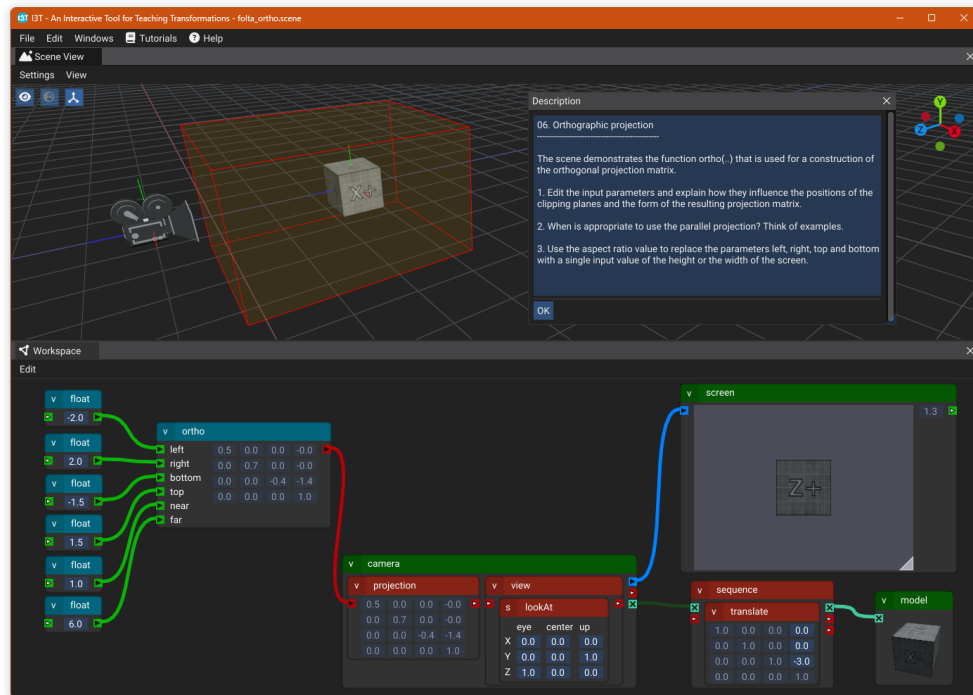 I3T I3T - An Interactive Tool for Teaching Transformations - folta_ortho.scene
File Edit Windows Tutorials Help
Scene View
Settings View
X+
Y
Z X
Description
06. Orthographic projection
------------------------------------------------
The scene demonstrates the function ortho(..) that is used for a construction of
the orthogonal projection matrix.
1. Edit the input parameters and explain how they influence the positions of the
clipping planes and the form of the resulting projection matrix.
2. When is appropriate to use the parallel projection? Think of examples.
3. Use the aspect ratio value to replace the parameters left, right, top and bottom
with a single input value of the height or the width of the screen.
OK
Workspace
Edit
v float
-2.0
v float
2.0
v float
-1.5
v float
1.5
v float
1.0
v float
6.0
v ortho
left 0.5 0.0 0.0 -0.0
right 0.0 0.7 0.0 -0.0
bottom 0.0 0.0 -0.4 -1.4
top 0.0 0.0 0.0 1.0
near
far
v camera
v projection
0.5 0.0 0.0 -0.0
0.0 0.7 0.0 -0.0
0.0 0.0 -0.4 -1.4
0.0 0.0 0.0 1.0
v view
s lookAt
eye center up
X 0.0 0.0 0.0
Y 0.0 0.0 1.0
Z 1.0 0.0 0.0
v screen
1.3
Z+
v sequence
v translate
1.0 0.0 0.0 0.0
0.0 1.0 0.0 0.0
0.0 0.0 1.0 -3.0
0.0 0.0 0.0 1.0
v model
X+